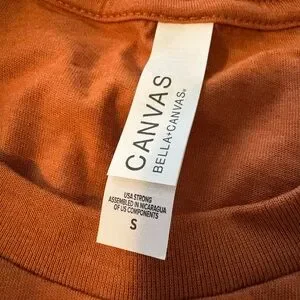 CANVAS
BELLA+CANVAS®
USA STRONG
ASSEMBLED IN NICARAGUA
OF US COMPONENTS
S